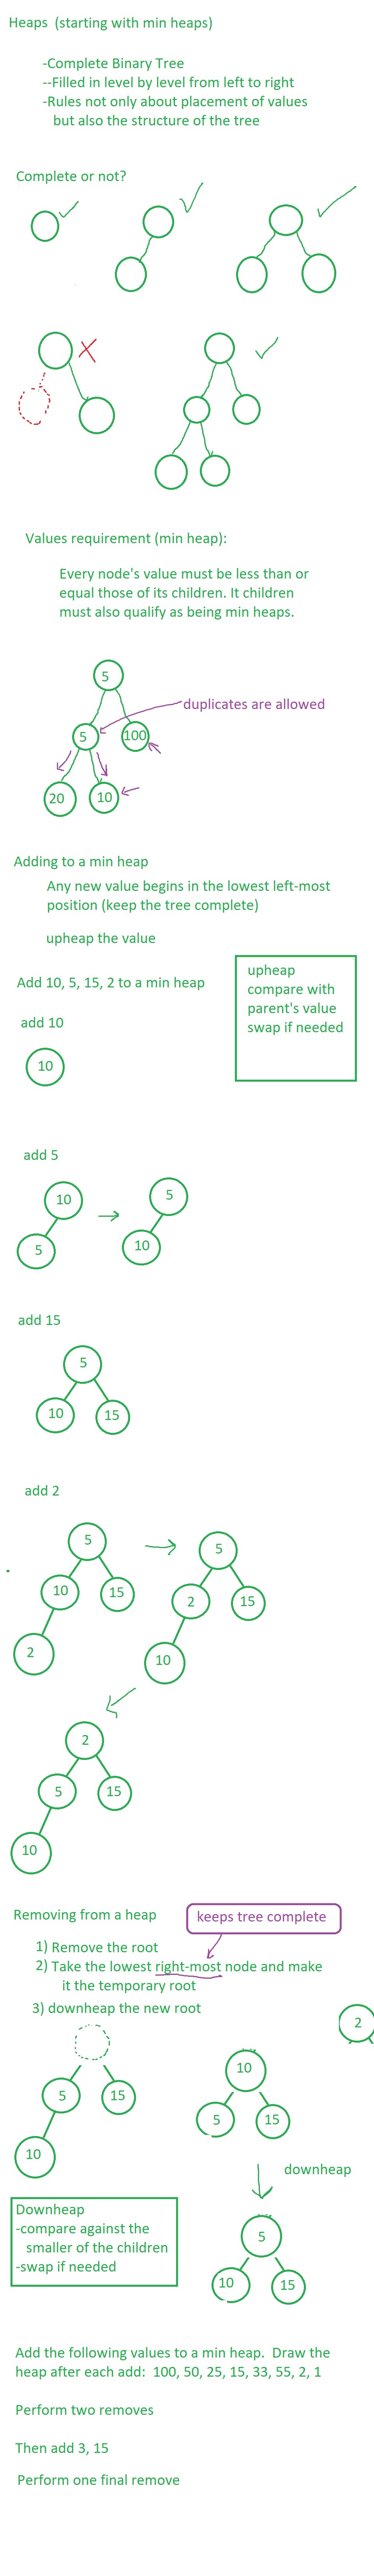 Heaps (starting with min heaps)
-Complete Binary Tree
--Filled in level by level from left to right
-Rules not only about placement of values
but also the structure of the tree
Complete or not?
Values requirement (min heap):
Every node's value must be less than or
equal those of its children. It children
must also qualify as being min heaps.
5
duplicates are allowed
5
100
20
10
Adding to a min heap
Any new value begins in the lowest left-most
position (keep the tree complete)
upheap the value
upheap
compare with
parent's value
swap if needed
Add 10, 5, 15, 2 to a min heap
add 10
10
add 5
10
5
5
10
add 15
5
10
15
add 2
5
10
15
2
5
2
15
10
2
5
15
10
Removing from a heap
keeps tree complete
1) Remove the root
2) Take the lowest right-most node and make
it the temporary root
3) downheap the new root
2
5
15
10
10
5
15
downheap
Downheap
-compare against the
smaller of the children
-swap if needed
5
10
15
Add the following values to a min heap. Draw the
heap after each add: 100, 50, 25, 15, 33, 55, 2, 1
Perform two removes
Then add 3, 15
Perform one final remove